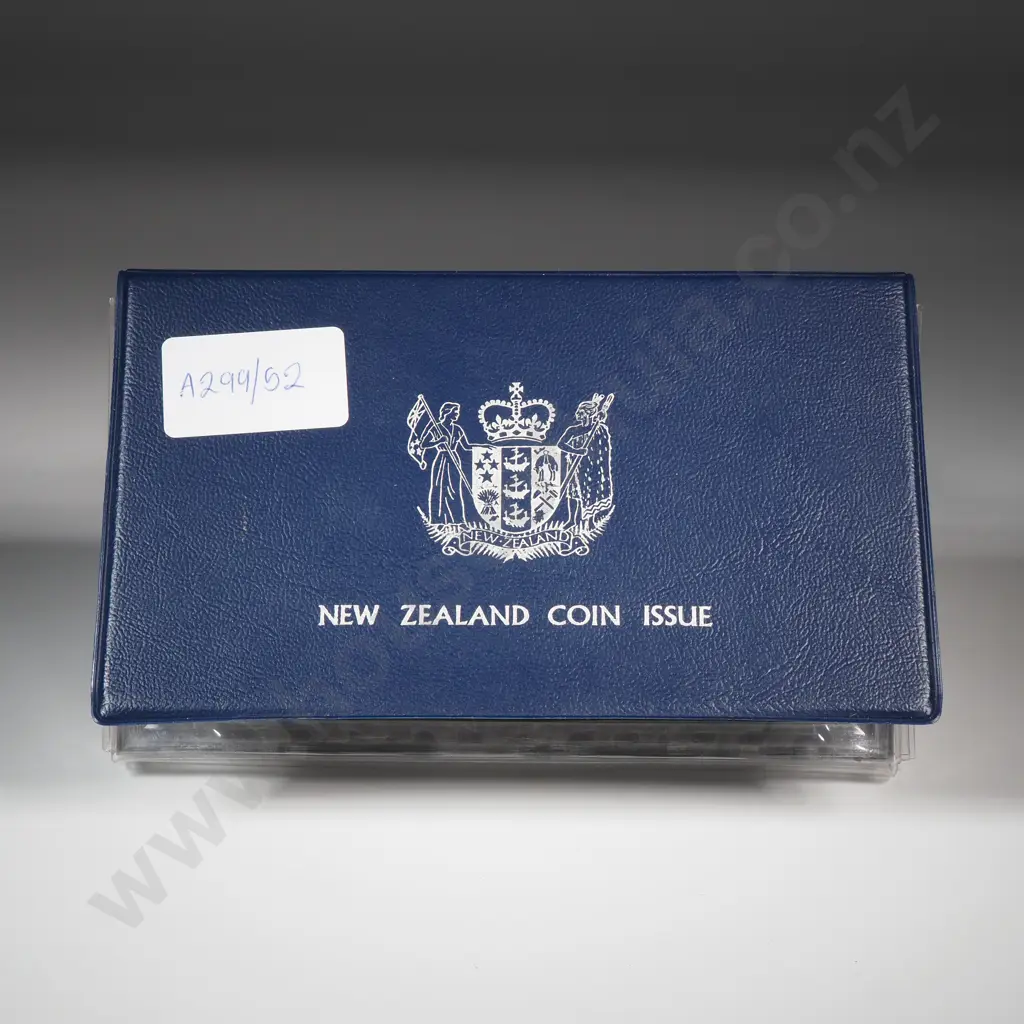 A299/52
NEW ZEALAND
NEW ZEALAND COIN ISSUE